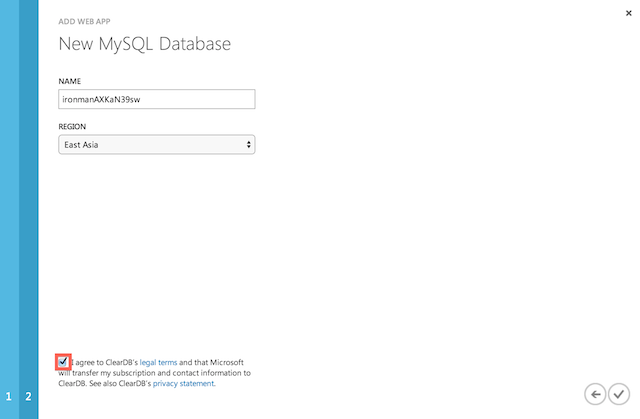 ADD WEB APP
New MySQL Database
NAME
ironmanAXKaN39sw
REGION
East Asia
I agree to ClearDB's legal terms and that Microsoft
will transfer my subscription and contact information to
ClearDB. See also ClearDB's privacy statement.
1 2